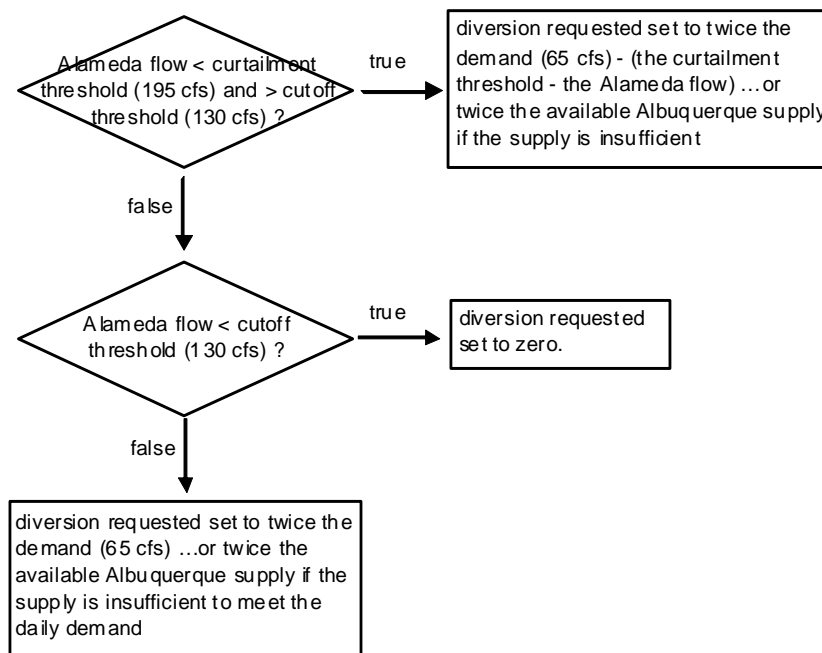 Alameda flow < curtailment
threshold (195 cfs) and > cutoff
threshold (130 cfs) ?
true
diversion requested set to twice the
demand (65 cfs) - (the curtailment
threshold - the Alameda flow) …or
twice the available Albuquerque supply
if the supply is insufficient
false
Alameda flow < cutoff
threshold (130 cfs) ?
true
diversion requested
set to zero.
false
diversion requested set to twice the
demand (65 cfs) …or twice the
available Albuquerque supply if the
supply is insufficient to meet the
daily demand